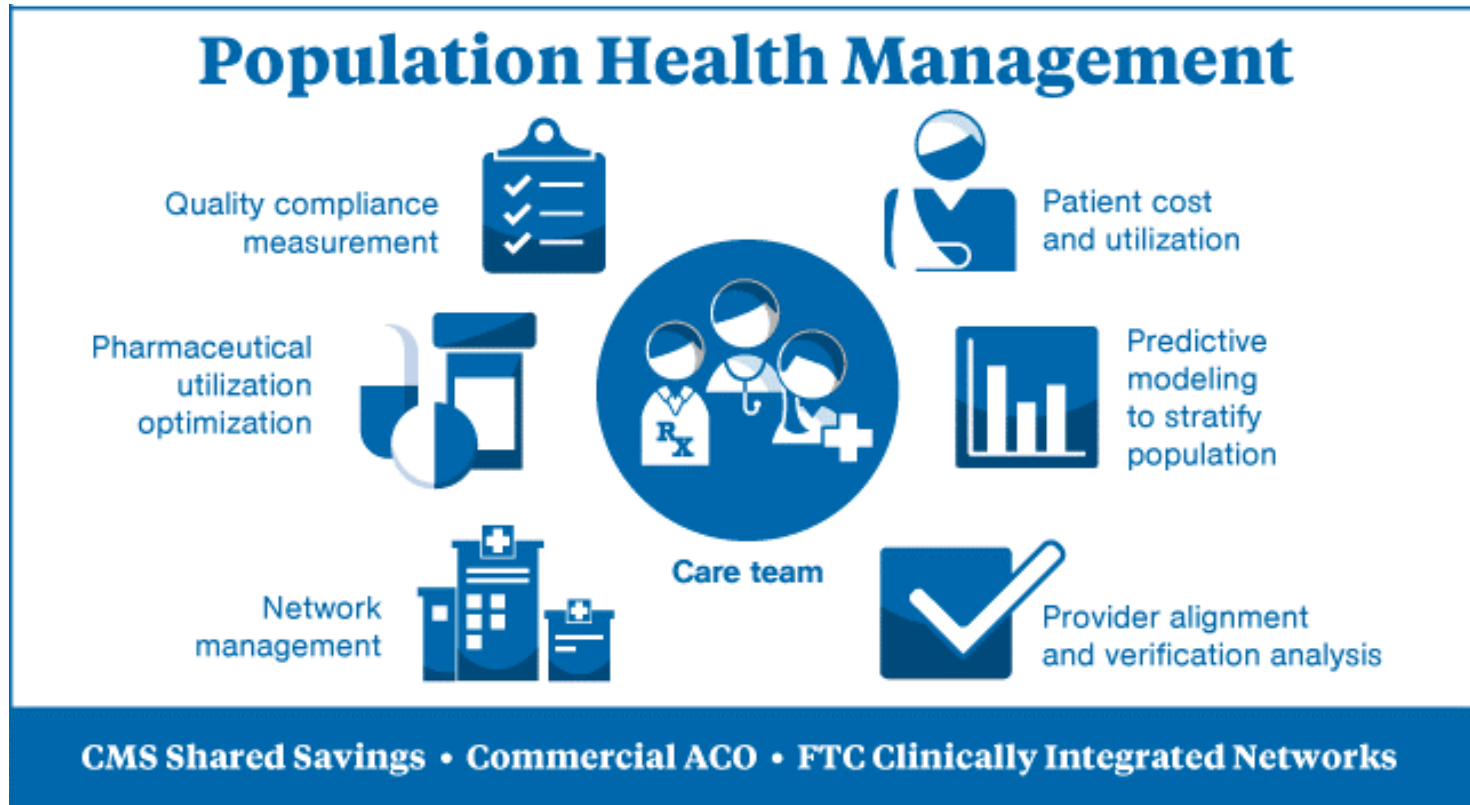 Population Health Management
Quality compliance
measurement
Patient cost
and utilization
Pharmaceutical
utilization
optimization
RX
Predictive
modeling
to stratify
population
Care team
Network
management
Provider alignment
and verification analysis
CMS Shared Savings • Commercial ACO • FTC Clinically Integrated Networks